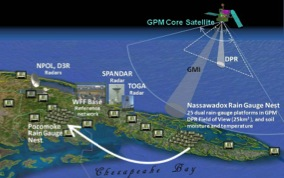 GPM Core Satellite
DPR
GMI
NPOL, D3R
Radars
SPANDAR
Radar
TOGA
Radar
WFF Base
Reference
network
Pocomoke
Rain Gauge
Nest
Nassawadox Rain Gauge Nest
25 dual rain-gauge platforms in GPM
DPR Field of View (25km²), and soil
moisture and temperature
Chesapeake Bay